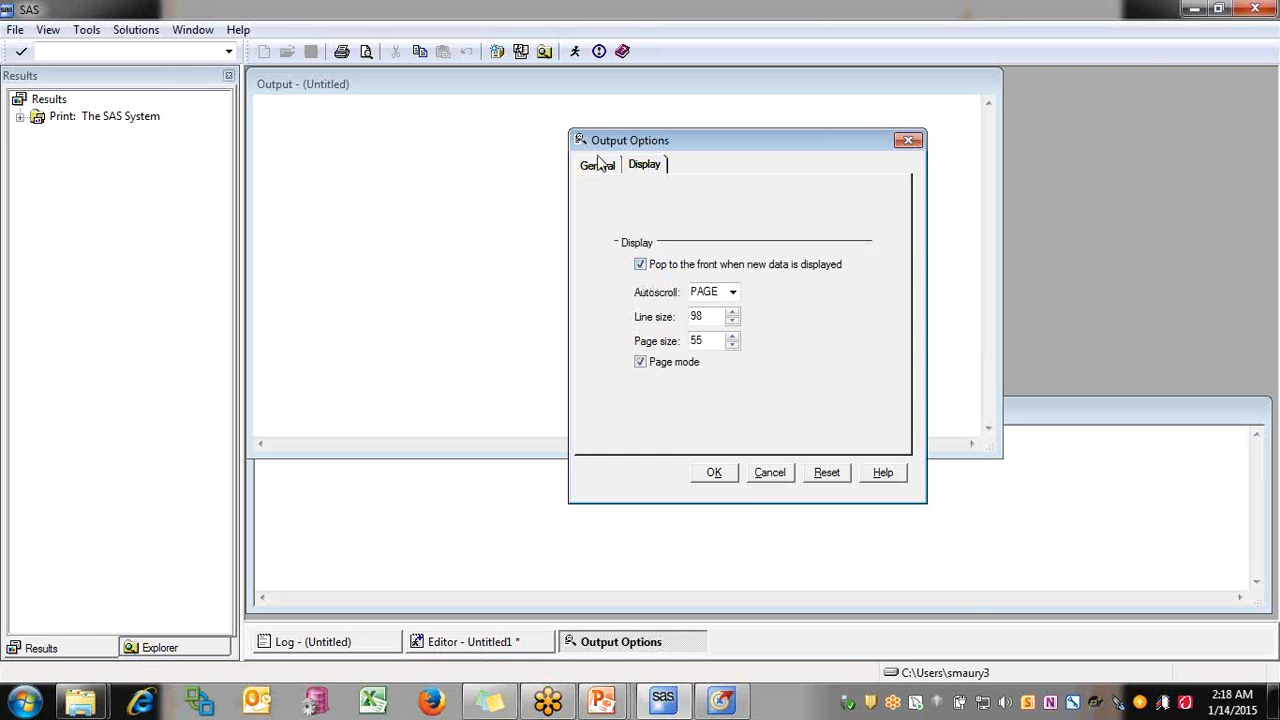 SAS
File View Tools Solutions Window Help
Results
Results
Print: The SAS System
Output - (Untitled)
Output Options
General Display
Display
Pop to the front when new data is displayed
Autoscroll: PAGE
Line size: 98
Page size: 55
Page mode
OK Cancel Reset Help
Results Explorer
Log - (Untitled) Editor - Untitled1 * Output Options
C:\Users\smaury3
2:18 AM
1/14/2015